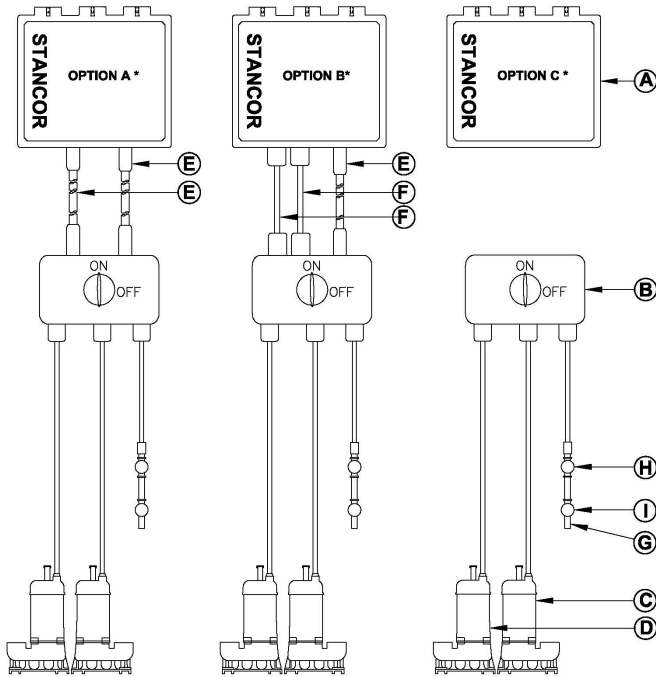 STANCOR
OPTION A *
STANCOR
OPTION B*
STANCOR
OPTION C *
A
E
E
E
F
F
ON
OFF
ON
OFF
ON
OFF
B
H
I
G
C
D